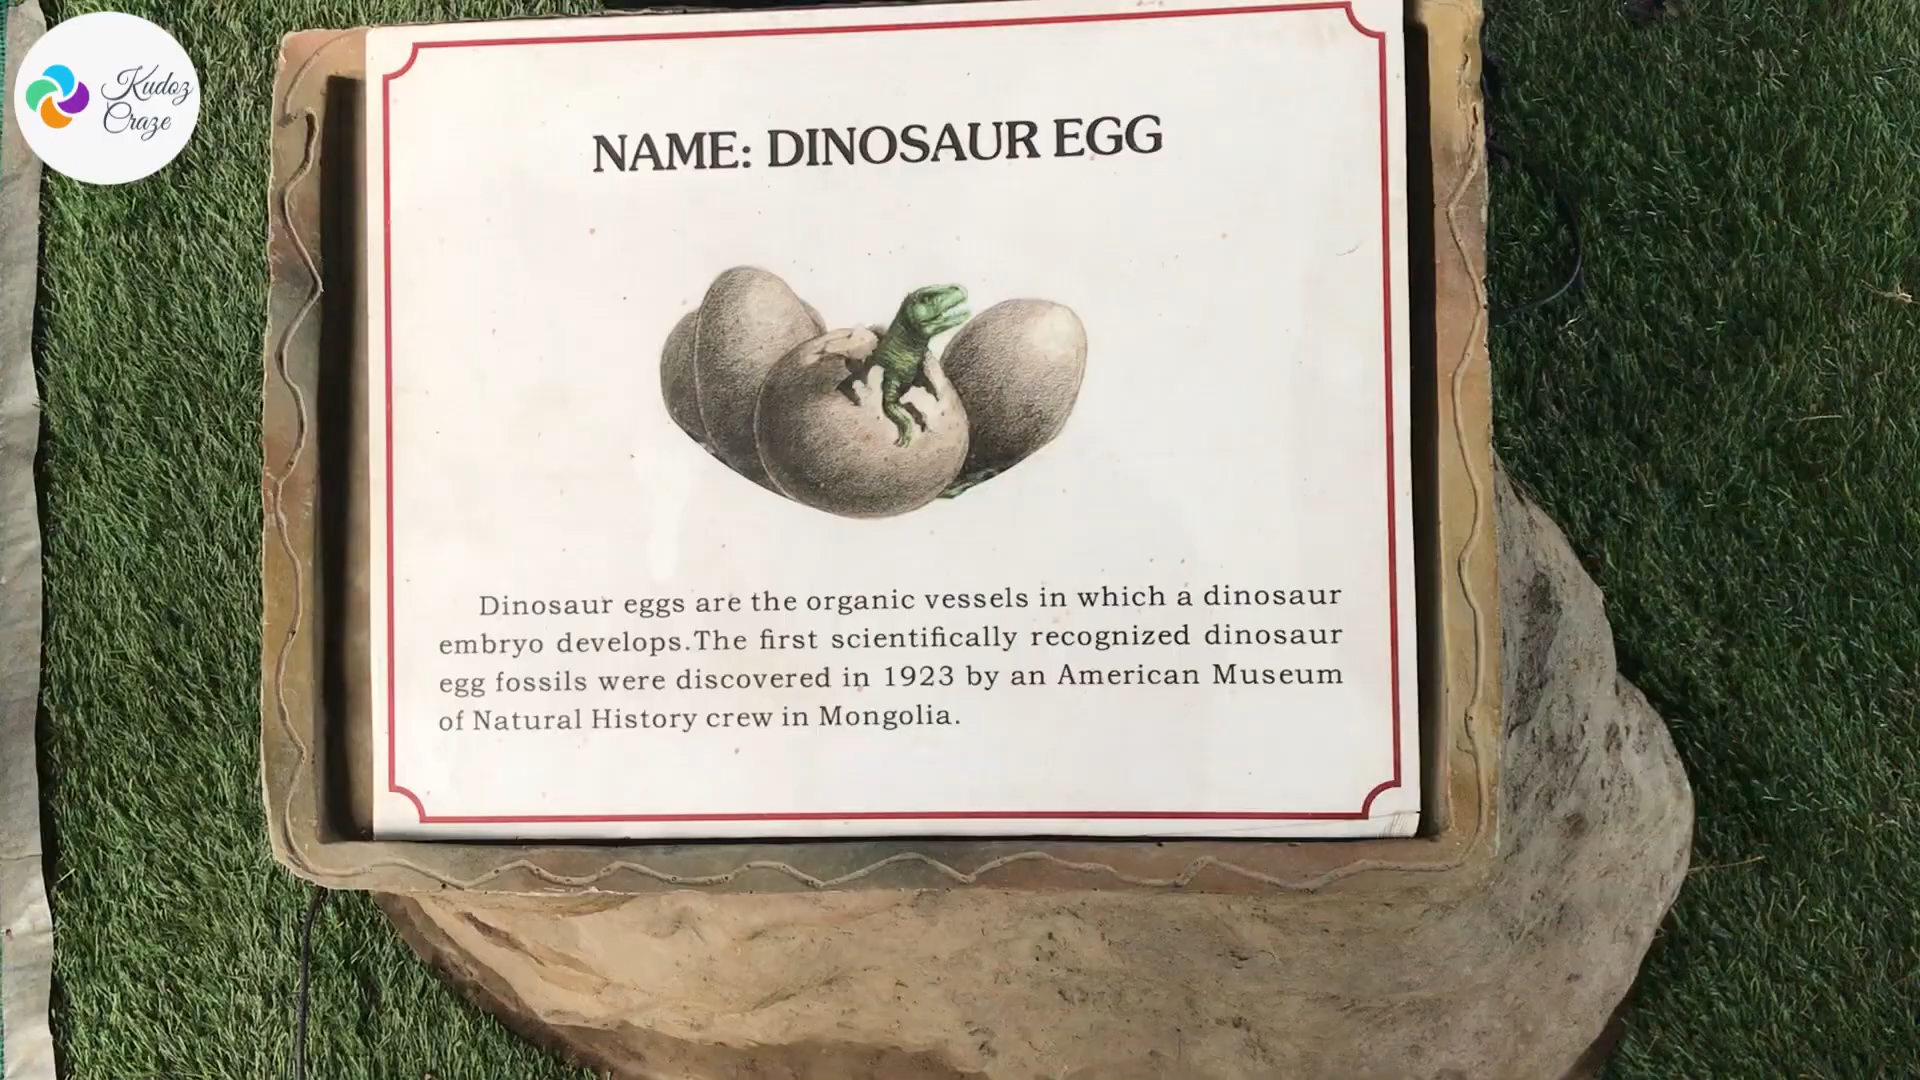 Kudoz
Craze
NAME: DINOSAUR EGG
Dinosaur eggs are the organic vessels in which a dinosaur
embryo develops.The first scientifically recognized dinosaur
egg fossils were discovered in 1923 by an American Museum
of Natural History crew in Mongolia.